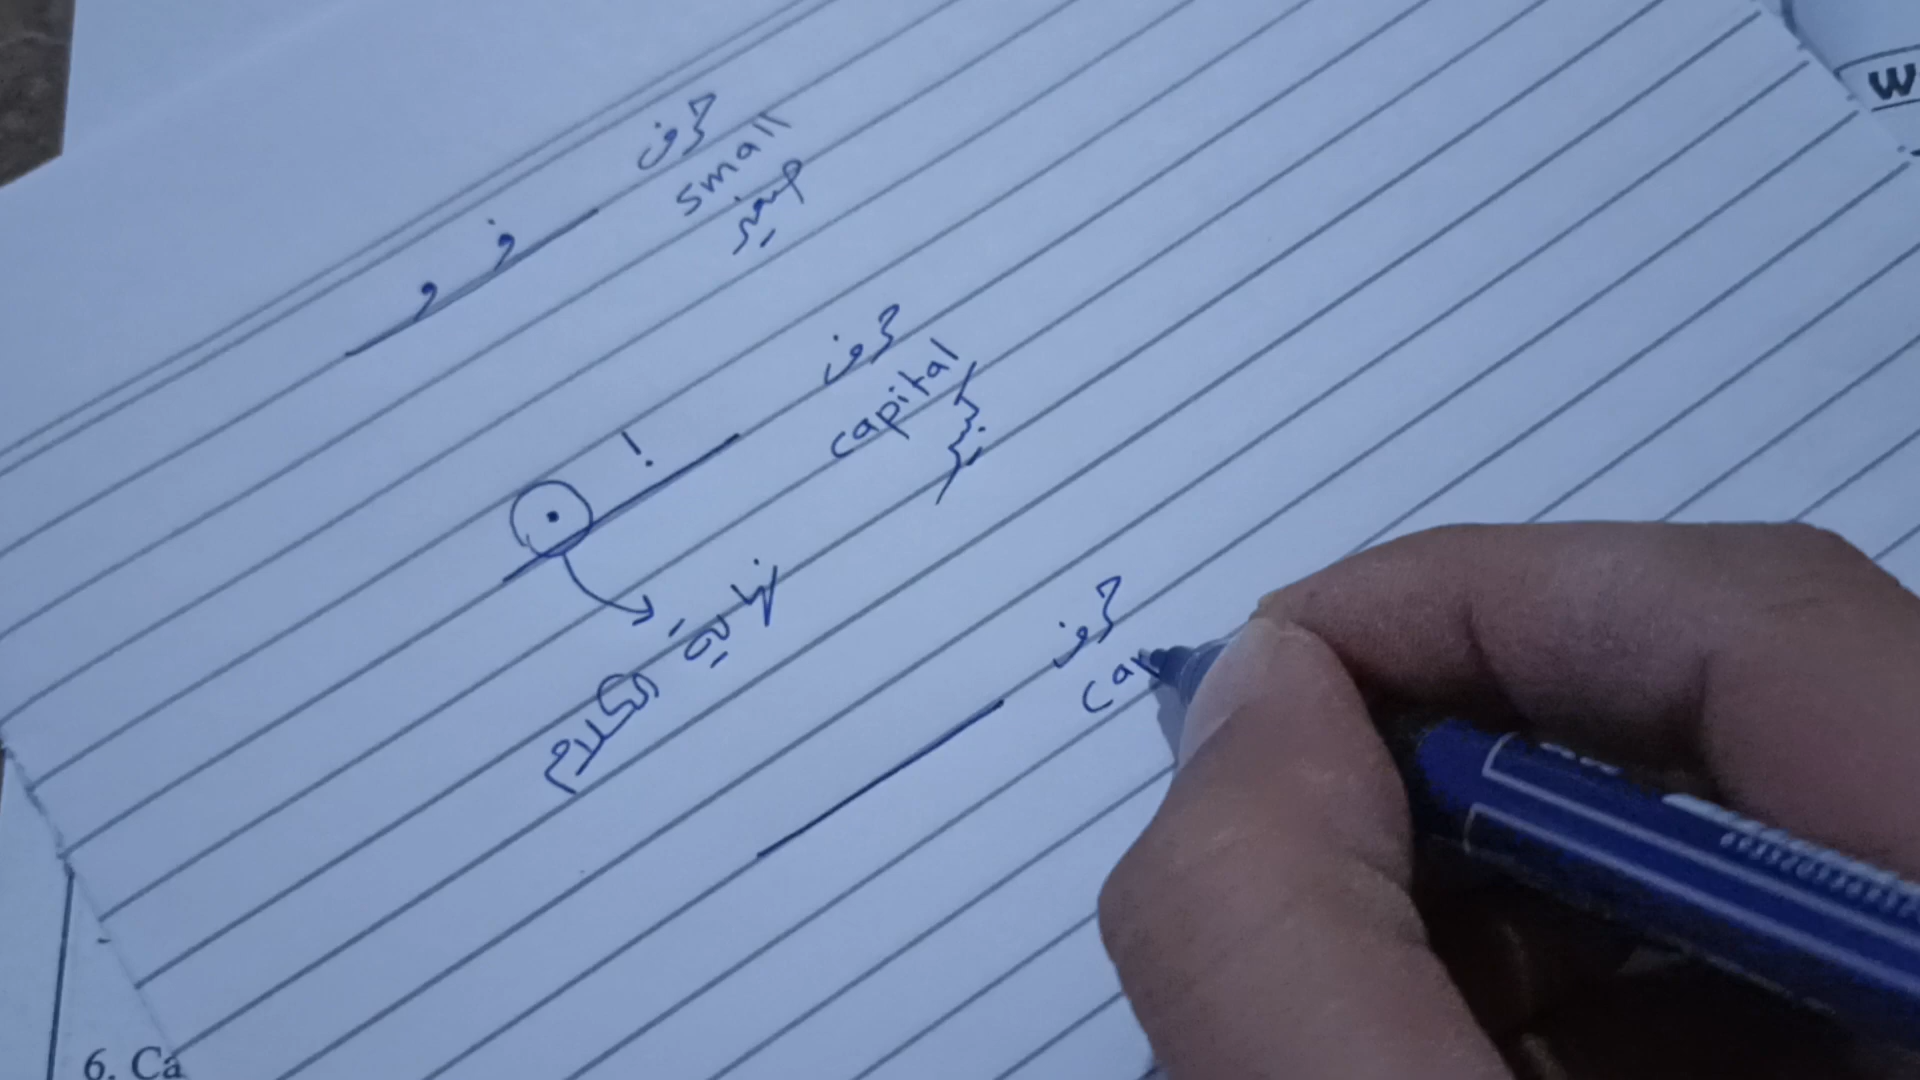 حرف
small
صغير
و ف
حرف
capital
كبير
. !
نهاية
الكلام
حرف
ca
6. Ca
W